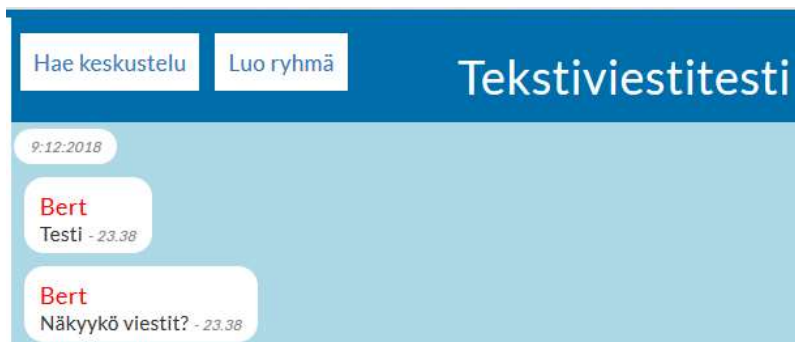 Hae keskustelu Luo ryhmä Tekstiviestitesti
9:12:2018
Bert
Testi - 23.38
Bert
Näkyykö viestit? - 23.38